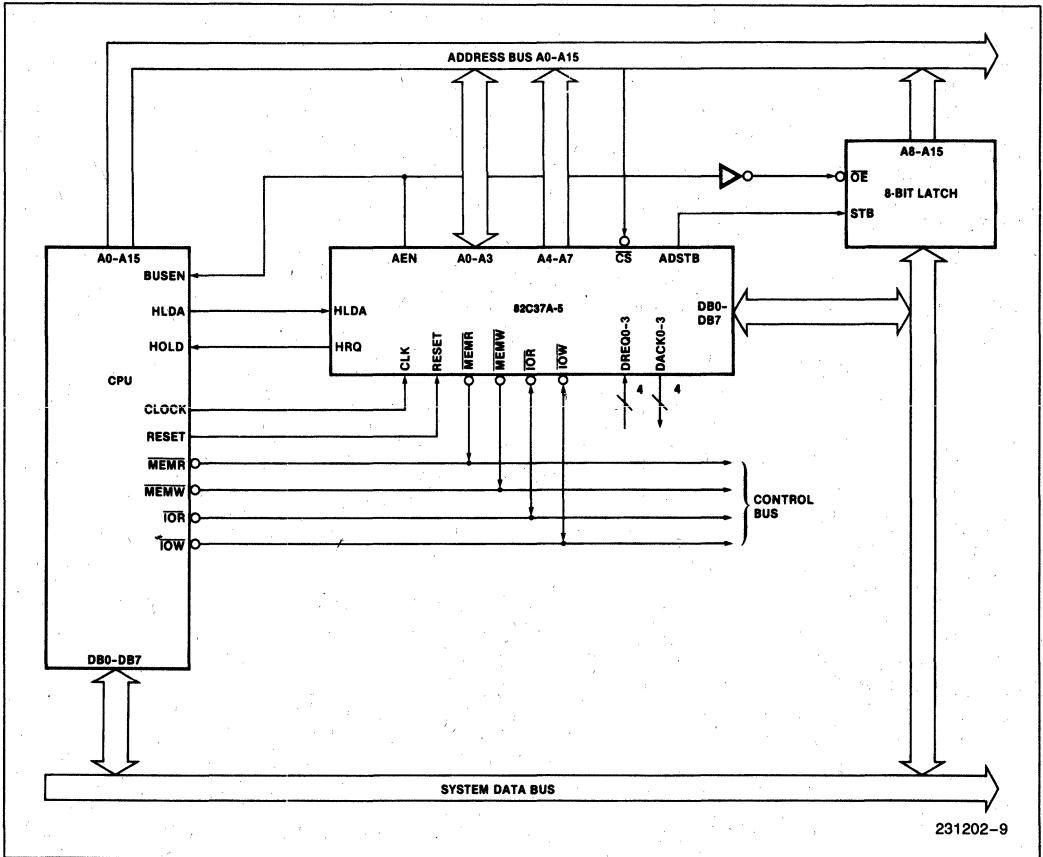 ADDRESS BUS A0-A15
A8-A15
OE
8-BIT LATCH
STB
A0-A15
BUSEN
HLDA
HOLD
CPU
CLOCK
RESET
MEMR
MEMW
IOR
IOW
DB0-DB7
AEN
A0-A3
A4-A7
CS
ADSTB
82C37A-5
DB0-
DB7
HLDA
HRQ
CLK
RESET
MEMR
MEMW
IOR
IOW
DREQ0-3
DACK0-3
4
4
CONTROL
BUS
SYSTEM DATA BUS
231202-9